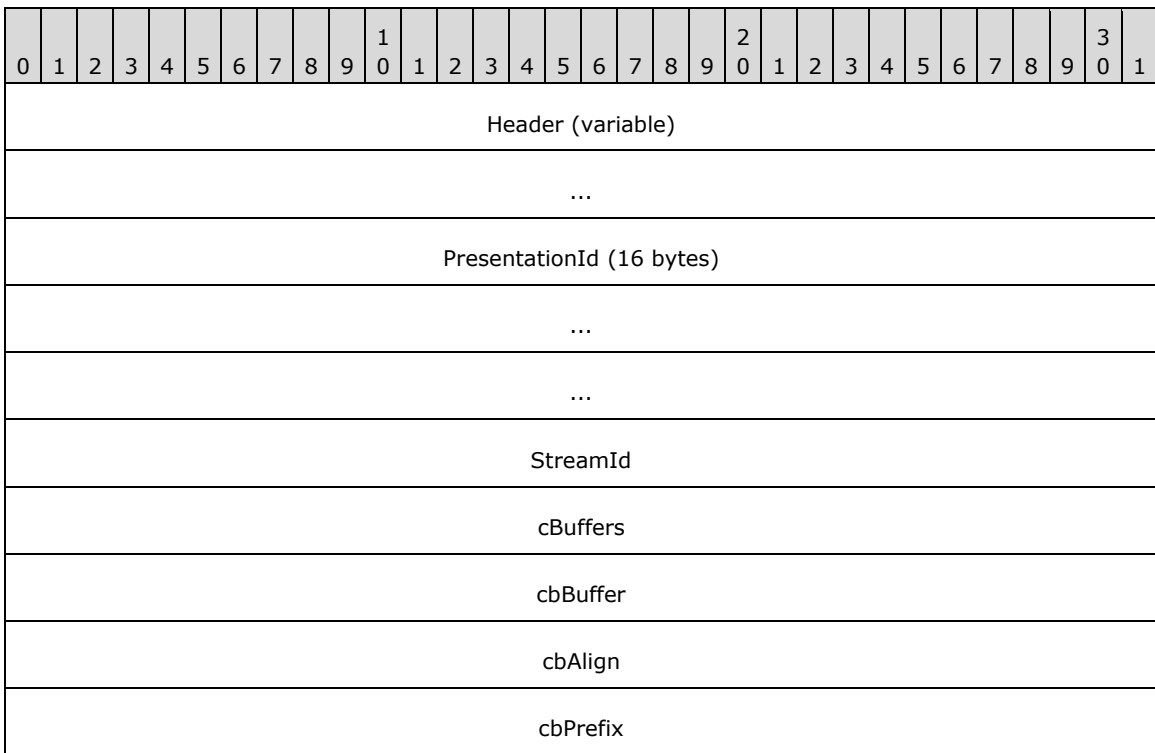 1 2 3
0 1 2 3 4 5 6 7 8 9 0 1 2 3 4 5 6 7 8 9 0 1 2 3 4 5 6 7 8 9 0 1
Header (variable)
...
PresentationId (16 bytes)
...
...
StreamId
cBuffers
cbBuffer
cbAlign
cbPrefix